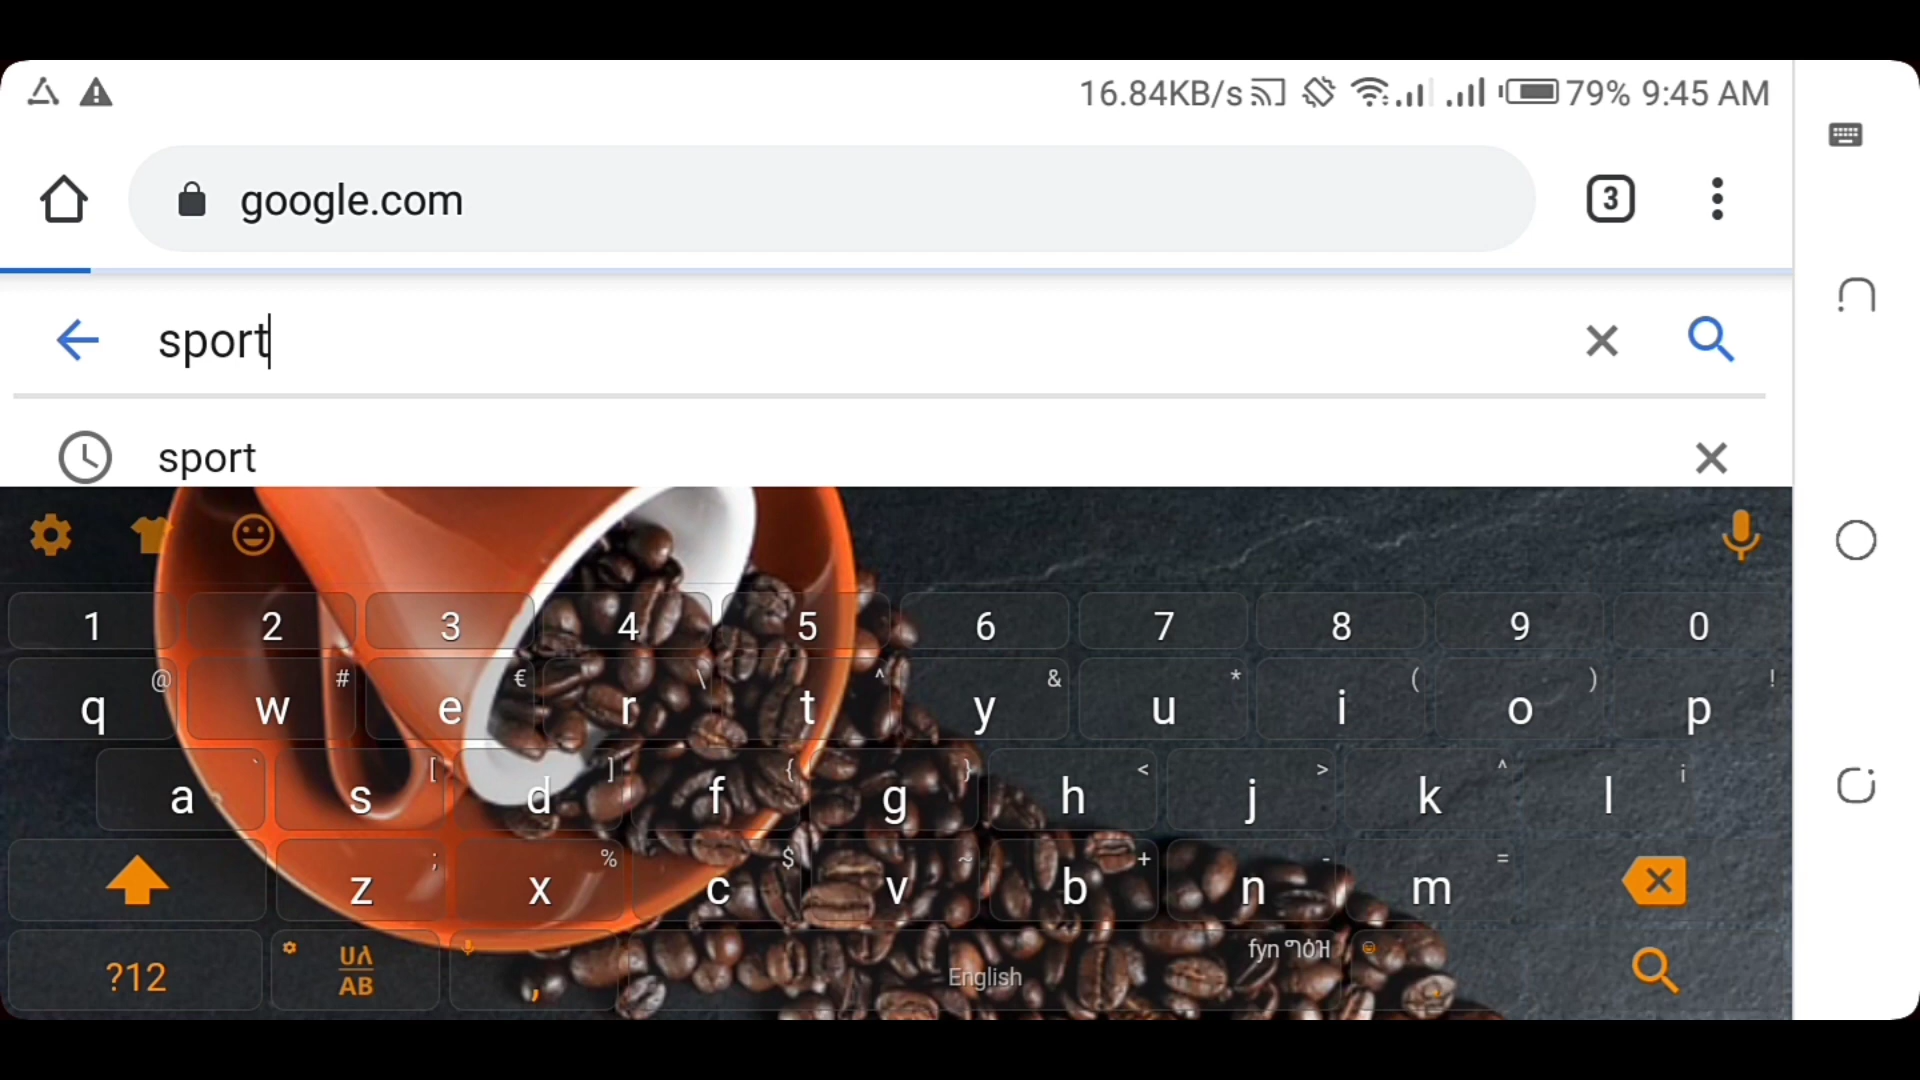 16.84KB/s 79% 9:45 AM
google.com
3
sport
sport
1 2 3 4 5 6 7 8 9 0
@ # € \ ^ & * ( ) !
q w e r t y u i o p
` [ ] { } < > ^ ¡
a s d f g h j k l
; % $ ~ + - =
z x c v b n m
?12
AB
,
English
.